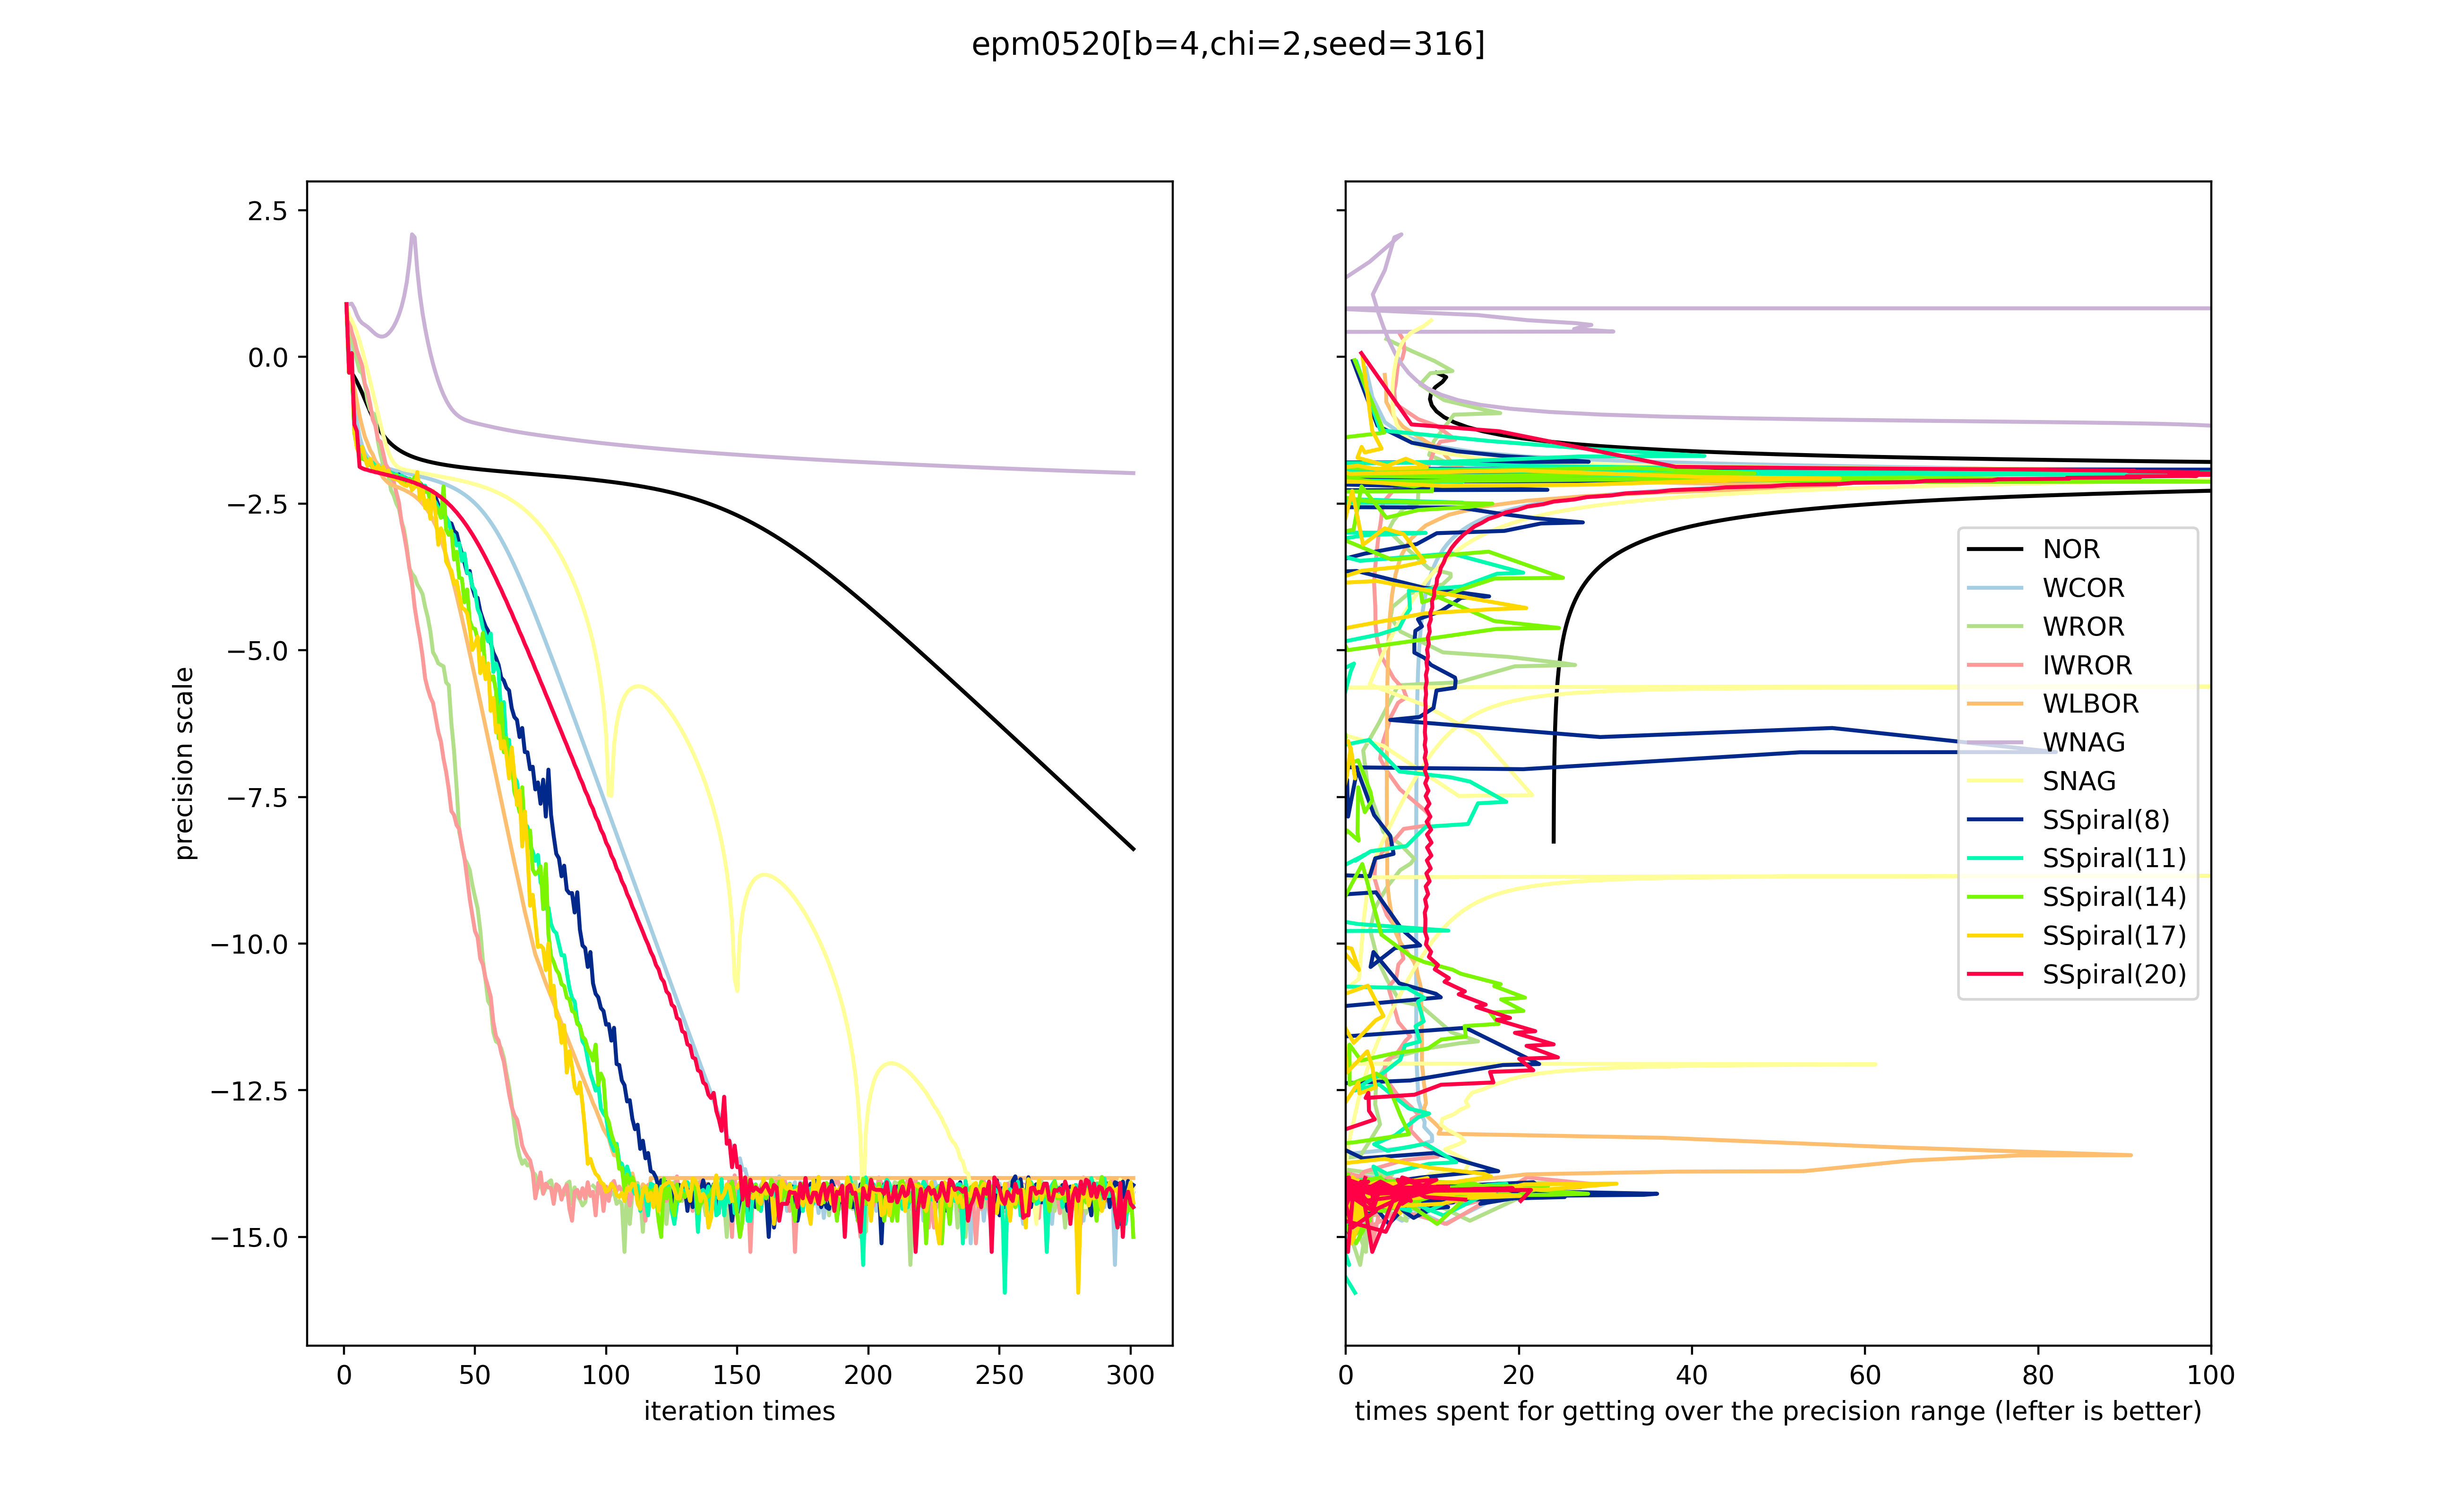 epm0520[b=4,chi=2,seed=316]
precision scale
2.5
0.0
−2.5
−5.0
−7.5
−10.0
−12.5
−15.0
0 50 100 150 200 250 300
iteration times
NOR
WCOR
WROR
IWROR
WLBOR
WNAG
SNAG
SSpiral(8)
SSpiral(11)
SSpiral(14)
SSpiral(17)
SSpiral(20)
0 20 40 60 80 100
times spent for getting over the precision range (lefter is better)